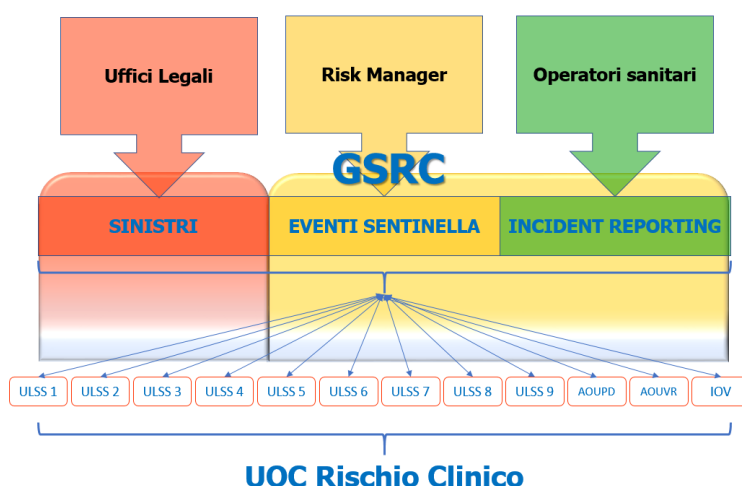 Uffici Legali
Risk Manager
Operatori sanitari
GSRC
SINISTRI
EVENTI SENTINELLA
INCIDENT REPORTING
ULSS 1
ULSS 2
ULSS 3
ULSS 4
ULSS 5
ULSS 6
ULSS 7
ULSS 8
ULSS 9
AOUPD
AOUVR
IOV
UOC Rischio Clinico